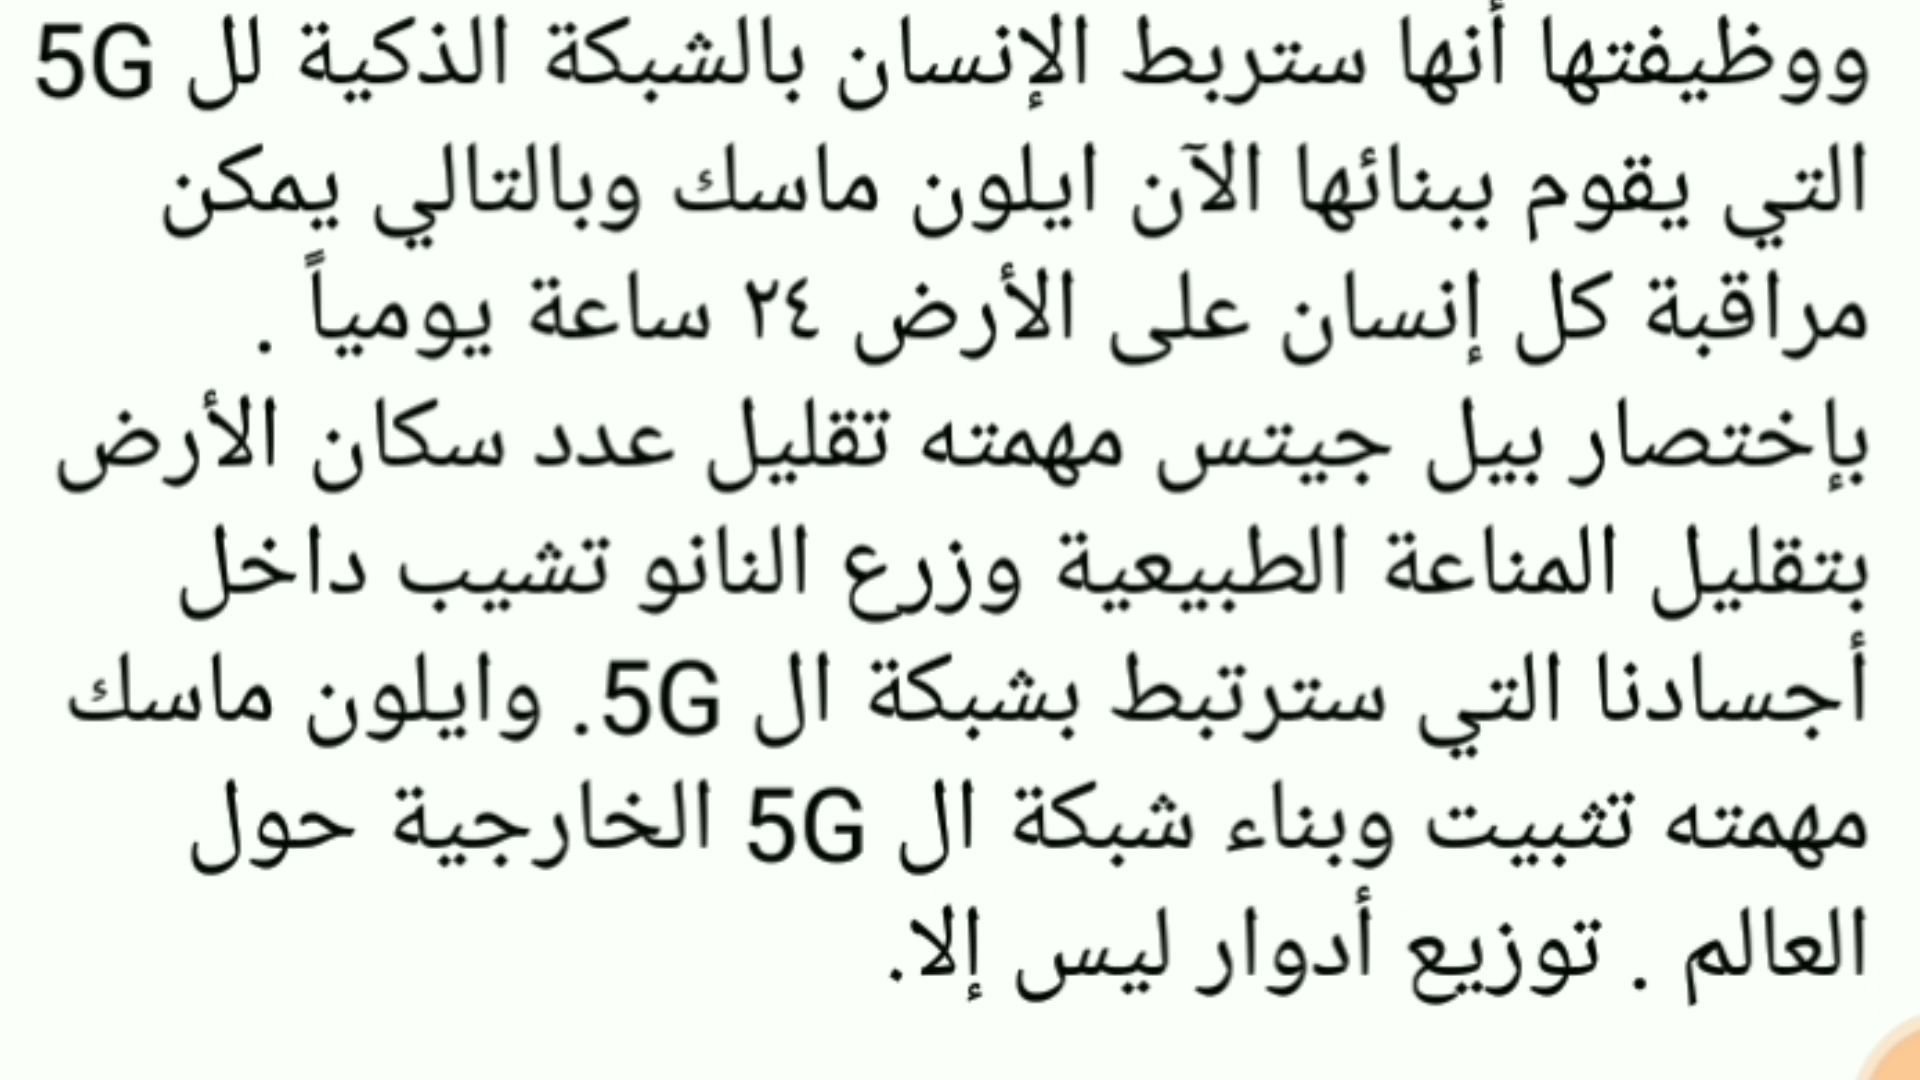 ووظيفتها أنها ستربط الإنسان بالشبكة الذكية لل 5G
التي يقوم ببنائها الآن ايلون ماسك وبالتالي يمكن
مراقبة كل إنسان على الأرض ٢٤ ساعة يومياً .
بإختصار بيل جيتس مهمته تقليل عدد سكان الأرض
بتقليل المناعة الطبيعية وزرع النانو تشيب داخل
أجسادنا التي سترتبط بشبكة ال 5G. وايلون ماسك
مهمته تثبيت وبناء شبكة ال 5G الخارجية حول
العالم . توزيع أدوار ليس إلا.